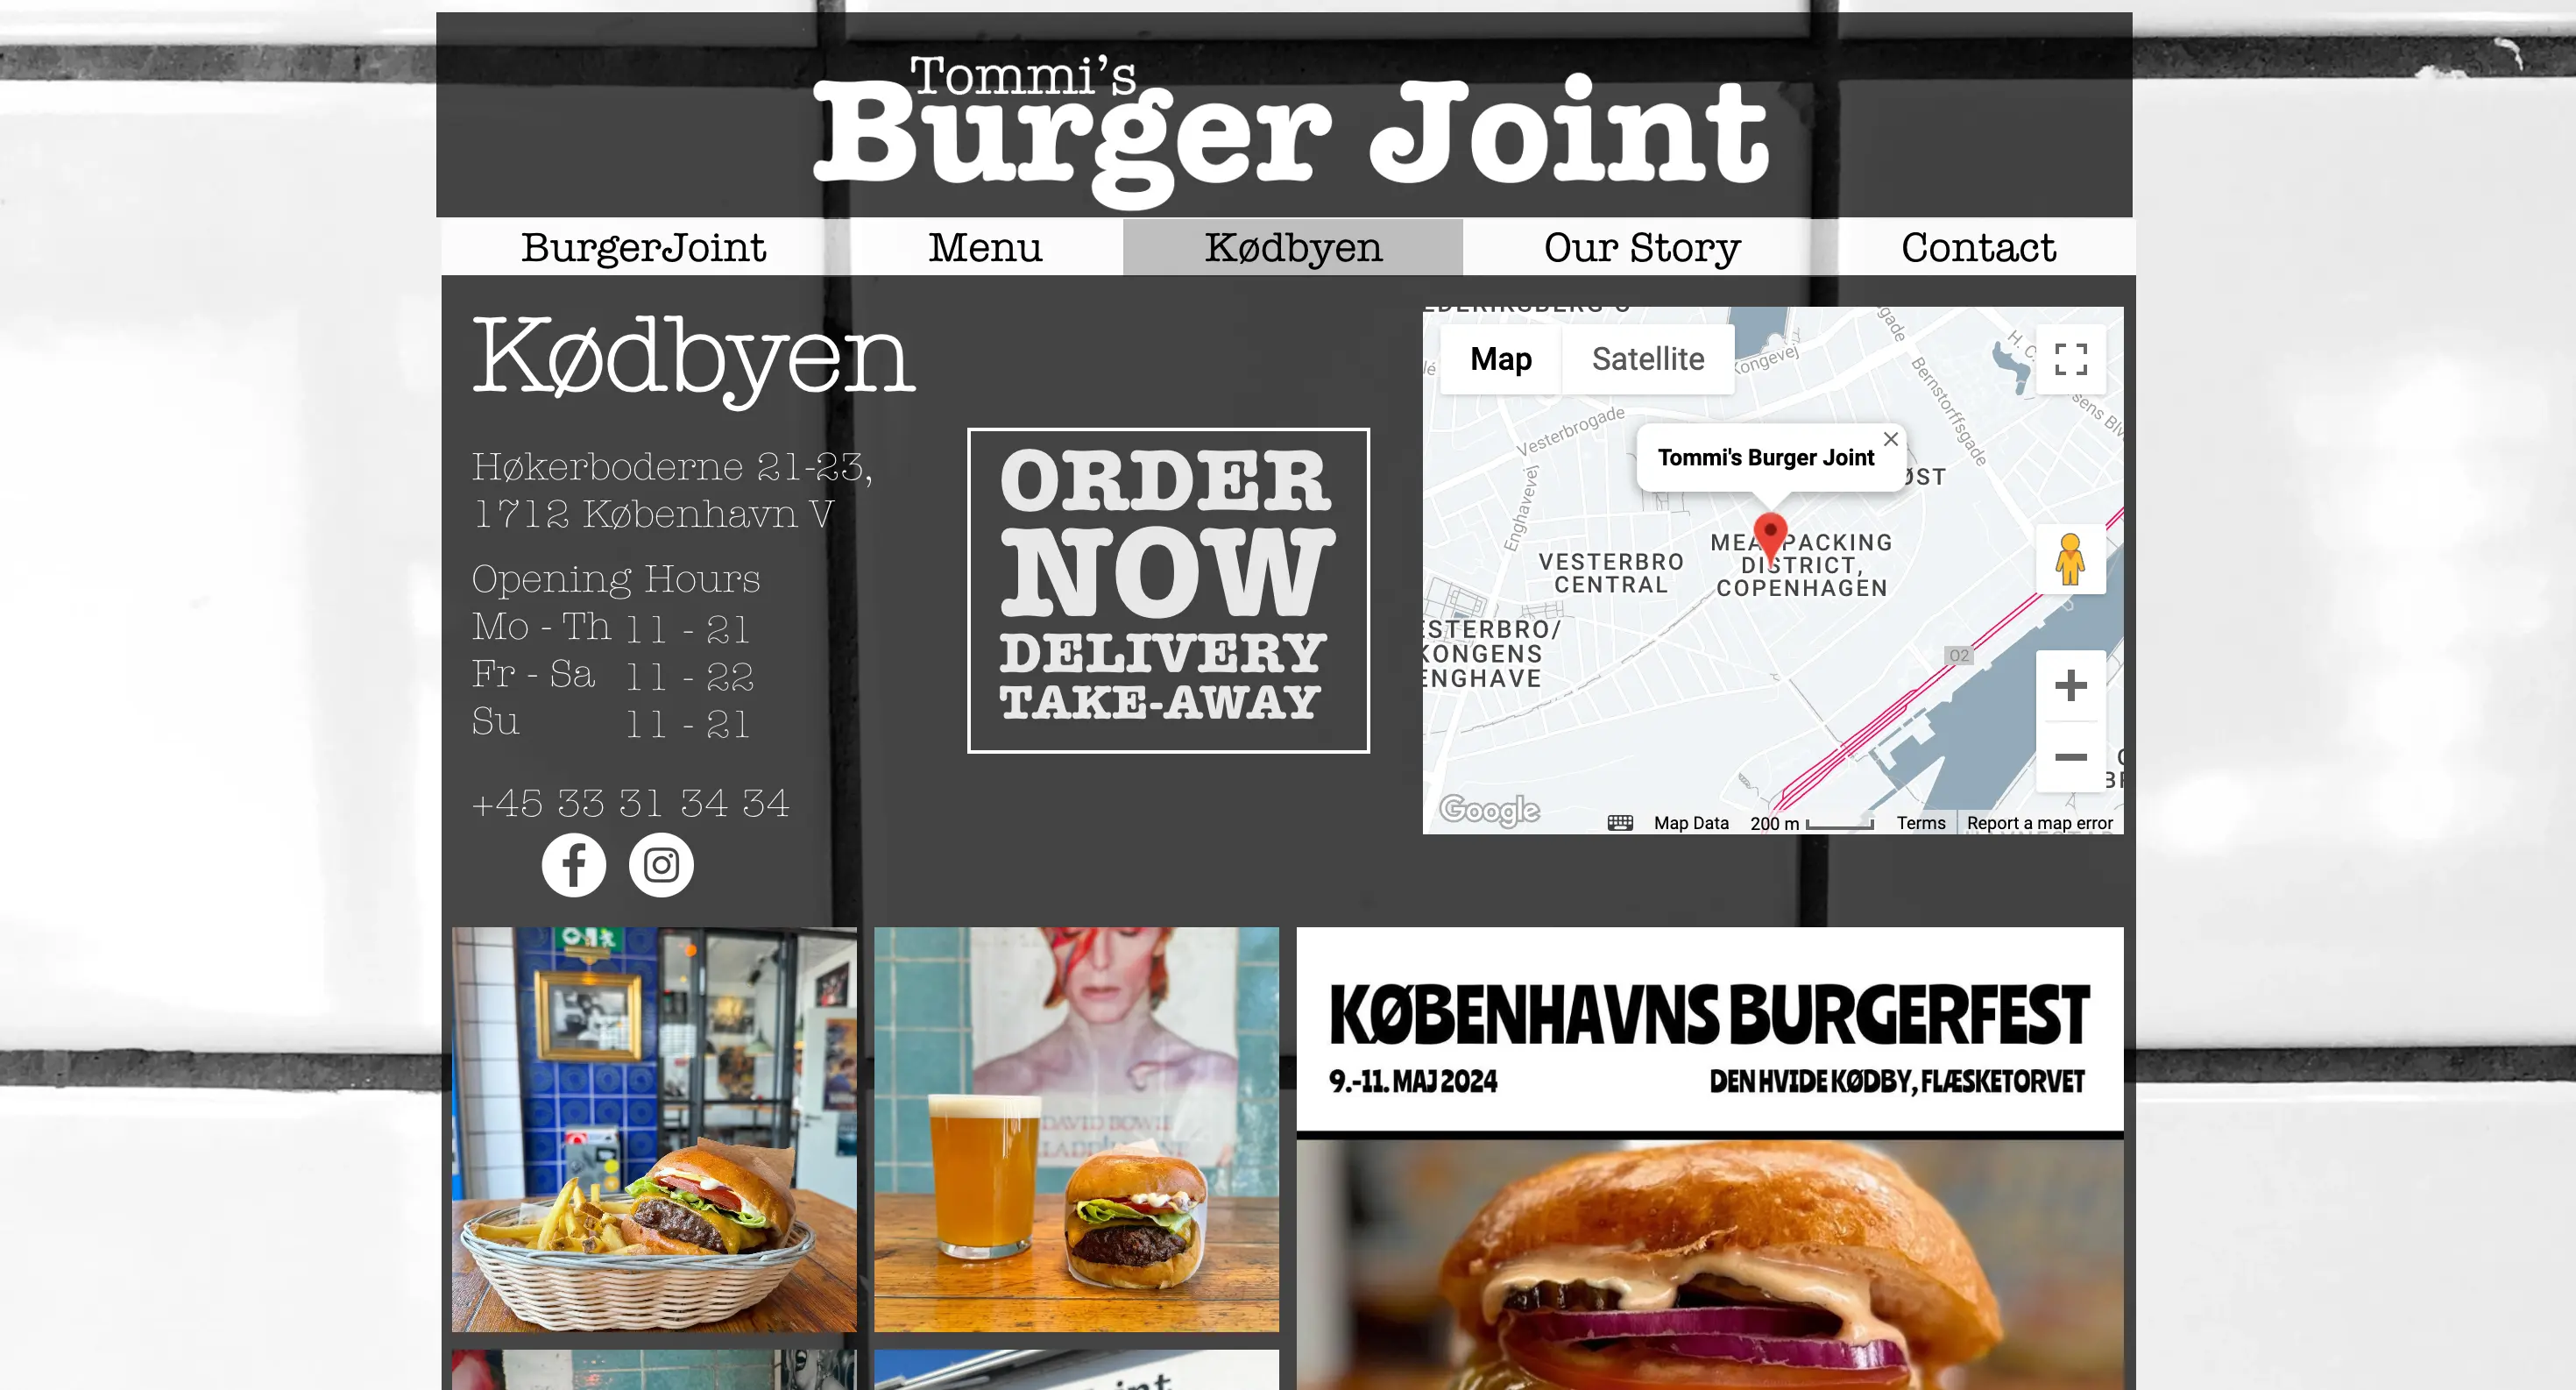 Tommi's
Burger Joint
BurgerJoint
Menu
Kødbyen
Our Story
Contact
Kødbyen
Høkerboderne 21-23,
1712 København V
Opening Hours
Mo - Th 11 - 21
Fr - Sa 11 - 22
Su 11 - 21
+45 33 31 34 34
ORDER
NOW
DELIVERY
TAKE-AWAY
Map
Satellite
Kongevej
Vesterbrogade
Bernstorffsgade
H. C.
Enghavevej
Tommi's Burger Joint
VESTERBRO
CENTRAL
MEATPACKING
DISTRICT,
COPENHAGEN
KONGENS
ENGHAVE
O2
Google
Map Data
200 m
Terms
Report a map error
DAVID BOWIE
KØBENHAVNS BURGERFEST
9.-11. MAJ 2024
DEN HVIDE KØDBY, FLÆSKETORVET